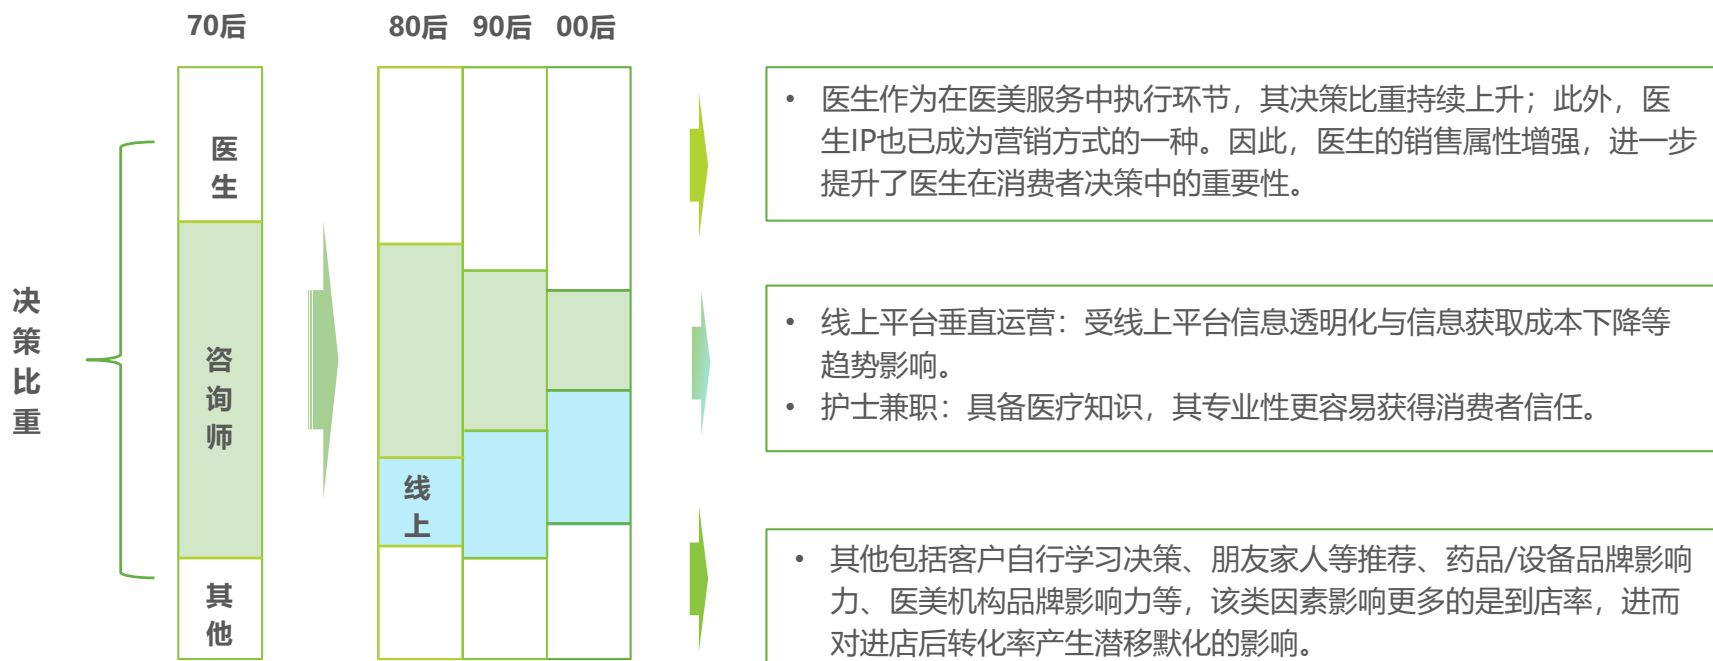 70后
80后 90后 00后
决策比重
医生
咨询师
其他
线上
• 医生作为在医美服务中执行环节，其决策比重持续上升；此外，医
生IP也已成为营销方式的一种。因此，医生的销售属性增强，进一步
提升了医生在消费者决策中的重要性。
• 线上平台垂直运营：受线上平台信息透明化与信息获取成本下降等
趋势影响。
• 护士兼职：具备医疗知识，其专业性更容易获得消费者信任。
• 其他包括客户自行学习决策、朋友家人等推荐、药品/设备品牌影响
力、医美机构品牌影响力等，该类因素影响更多的是到店率，进而
对进店后转化率产生潜移默化的影响。